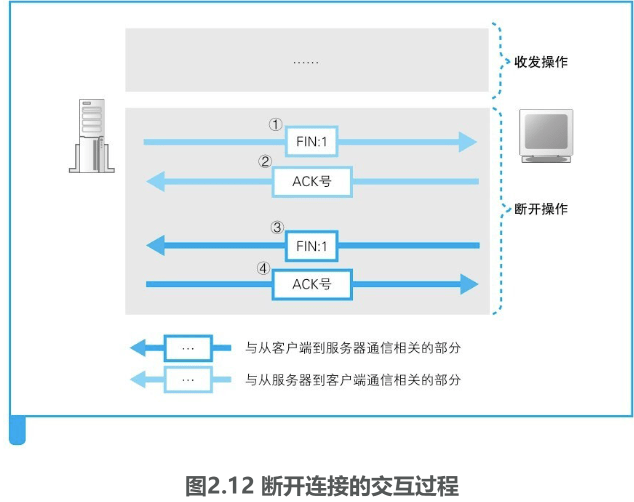 ……
收发操作
①
FIN:1
②
ACK号
断开操作
③
FIN:1
④
ACK号
… 与从客户端到服务器通信相关的部分
… 与从服务器到客户端通信相关的部分
图2.12 断开连接的交互过程